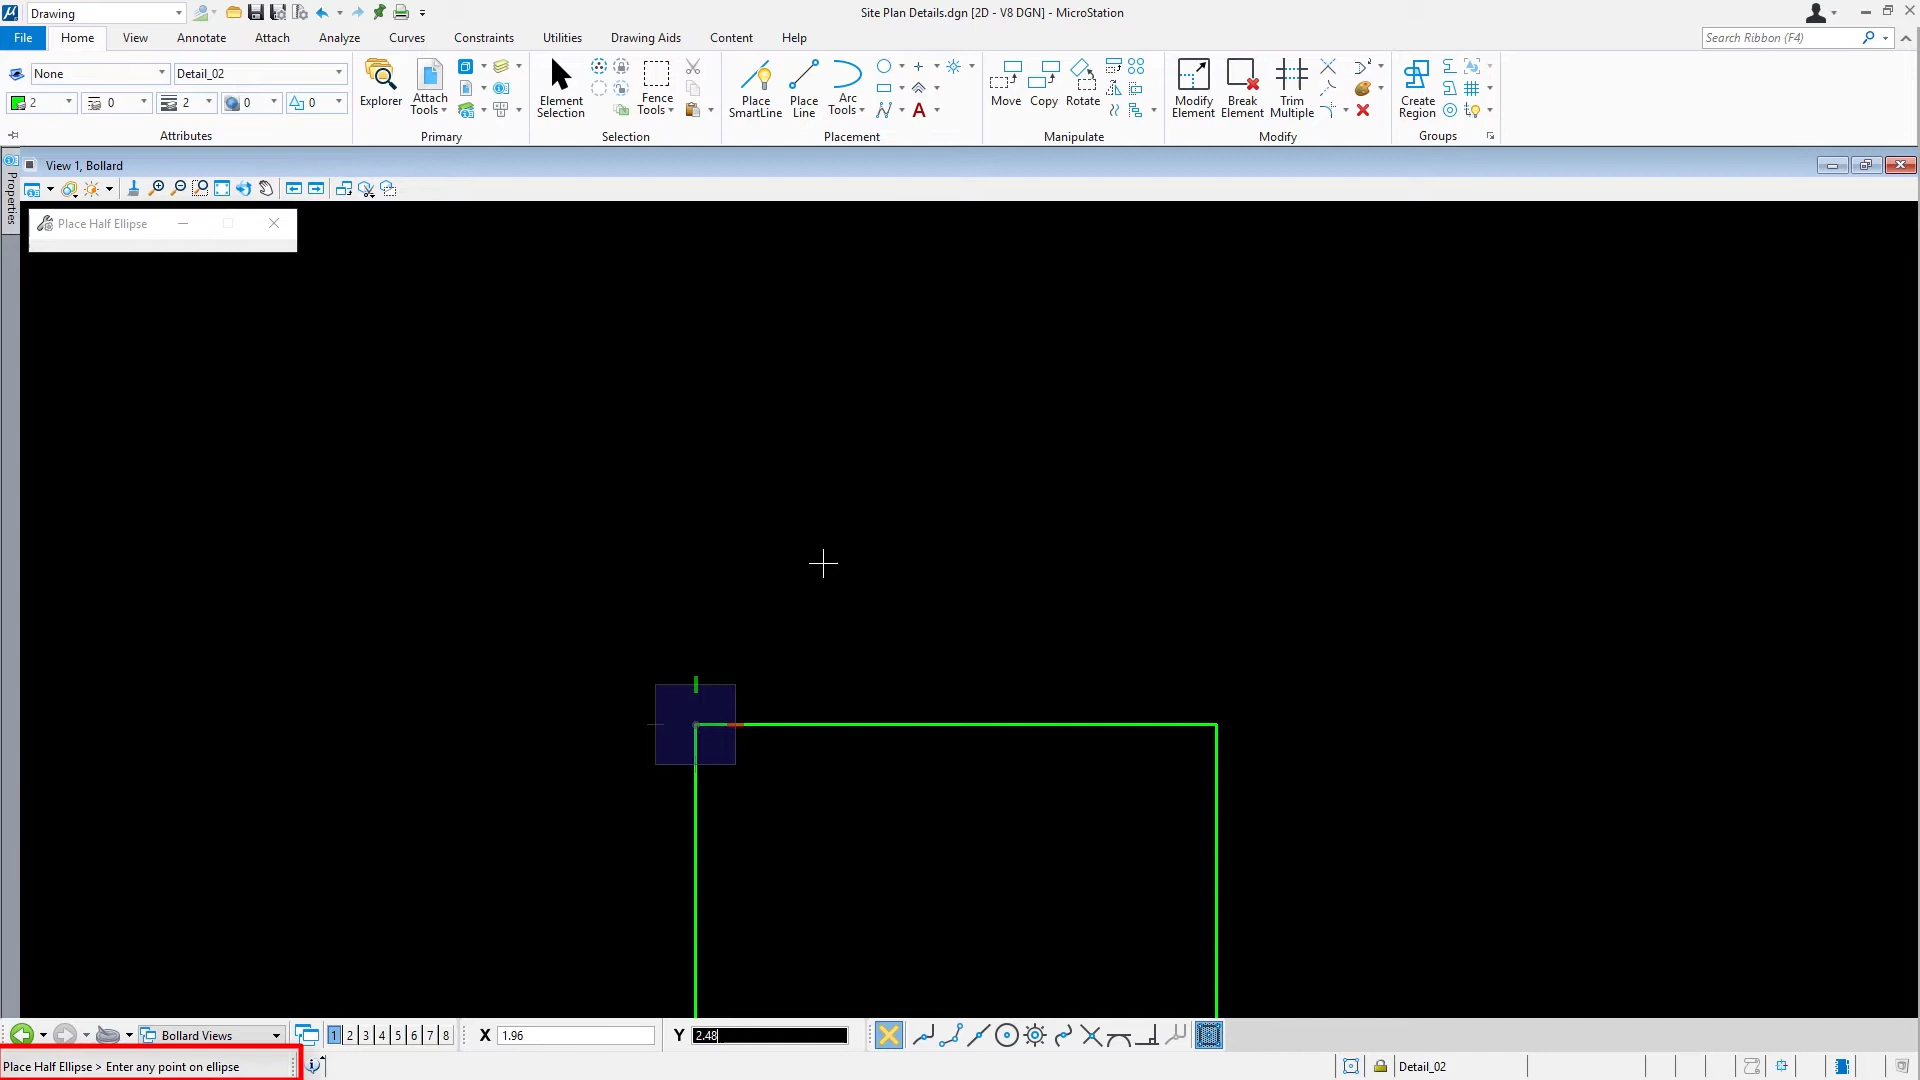 Drawing
Site Plan Details.dgn [2D - V8 DGN] - MicroStation
File Home View Annotate Attach Analyze Curves Constraints Utilities Drawing Aids Content Help
Search Ribbon (F4)
None Detail_02
2 0 2 0 0
Attributes
Explorer
Attach Tools
Primary
Element Selection
Fence Tools
Selection
Place SmartLine
Place Line
Arc Tools
A
Placement
Move Copy Rotate
Manipulate
Modify Element
Break Element
Trim Multiple
Modify
Create Region
Groups
Properties
View 1, Bollard
Place Half Ellipse
Bollard Views
1 2 3 4 5 6 7 8
X 1.96
Y 2.48
Place Half Ellipse > Enter any point on ellipse
Detail_02